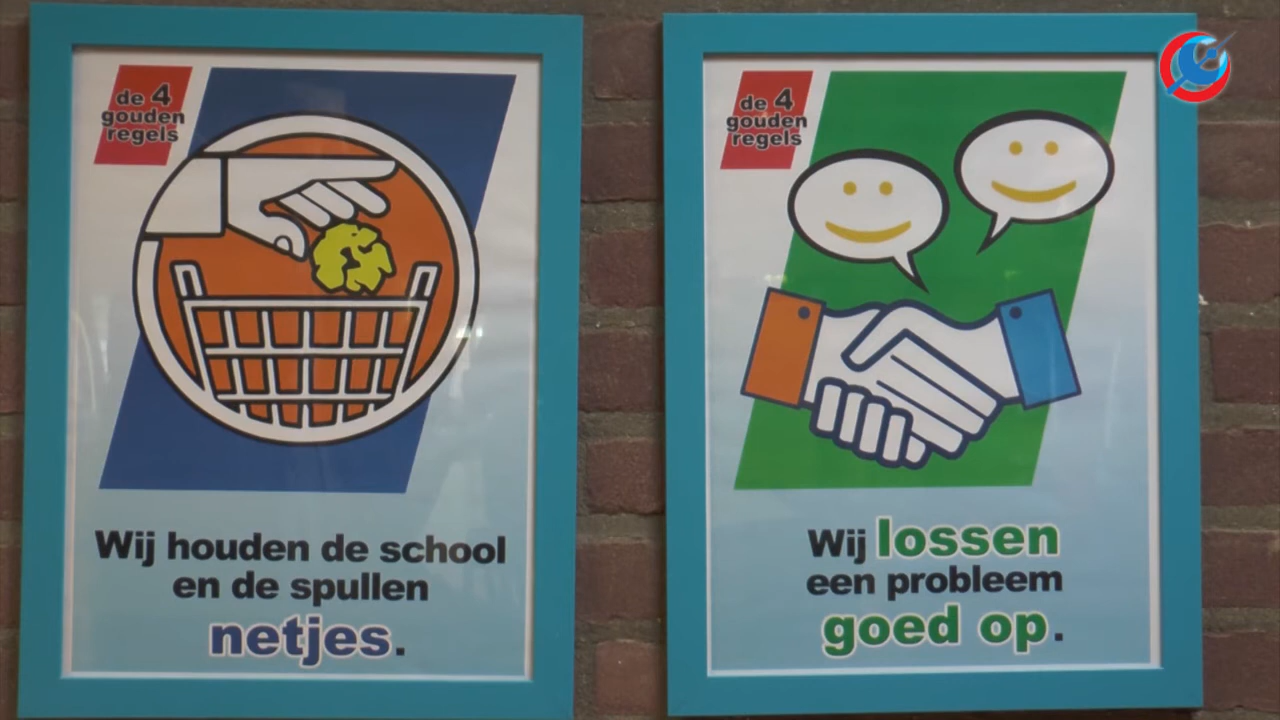 de 4
gouden
regels
Wij houden de school
en de spullen
netjes.
de 4
gouden
regels
Wij lossen
een probleem
goed op.